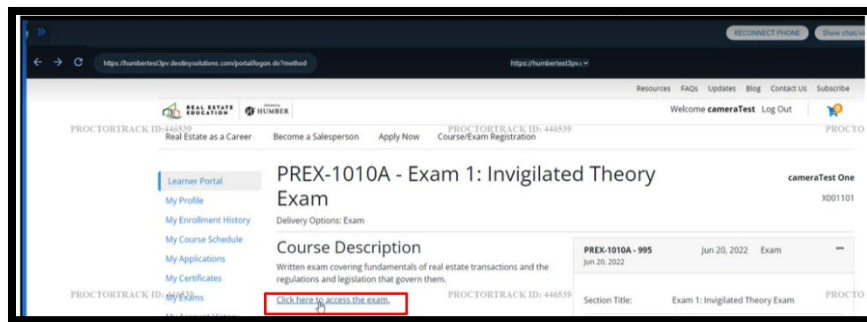 »
RECONNECT PHONE
https://humbertest3pv.destinysolutions.com/portal/logon.do?method
https://humbertest3pv
Resources FAQs Updates Blog Contact Us Subscribe
REAL ESTATE EDUCATION HUMBER
Welcome cameraTest Log Out
PROCTORTRACK ID: 446539 PROCTORTRACK ID: 446539 PROCTO
Real Estate as a Career Become a Salesperson Apply Now Course/Exam Registration
Learner Portal
My Profile
My Enrollment History
My Course Schedule
My Applications
My Certificates
My Exams
PREX-1010A - Exam 1: Invigilated Theory
Exam
Delivery Options: Exam
cameraTest One
X001101
Course Description
Written exam covering fundamentals of real estate transactions and the
regulations and legislation that govern them.
Click here to access the exam.
PREX-1010A - 995 Jun 20, 2022 Exam
Jun 20, 2022
Section Title: Exam 1: Invigilated Theory Exam
PROCTORTRACK ID: PROCTORTRACK ID: 446539 PROCTO